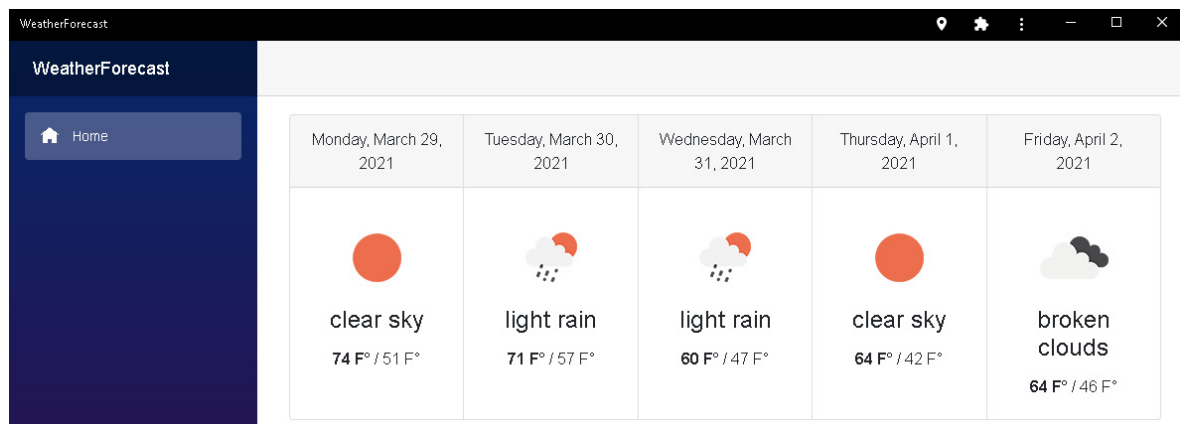 WeatherForecast
WeatherForecast
Home
Monday, March 29,
2021
Tuesday, March 30,
2021
Wednesday, March
31, 2021
Thursday, April 1,
2021
Friday, April 2,
2021
clear sky
74 F° / 51 F°
light rain
71 F° / 57 F°
light rain
60 F° / 47 F°
clear sky
64 F° / 42 F°
broken
clouds
64 F° / 46 F°